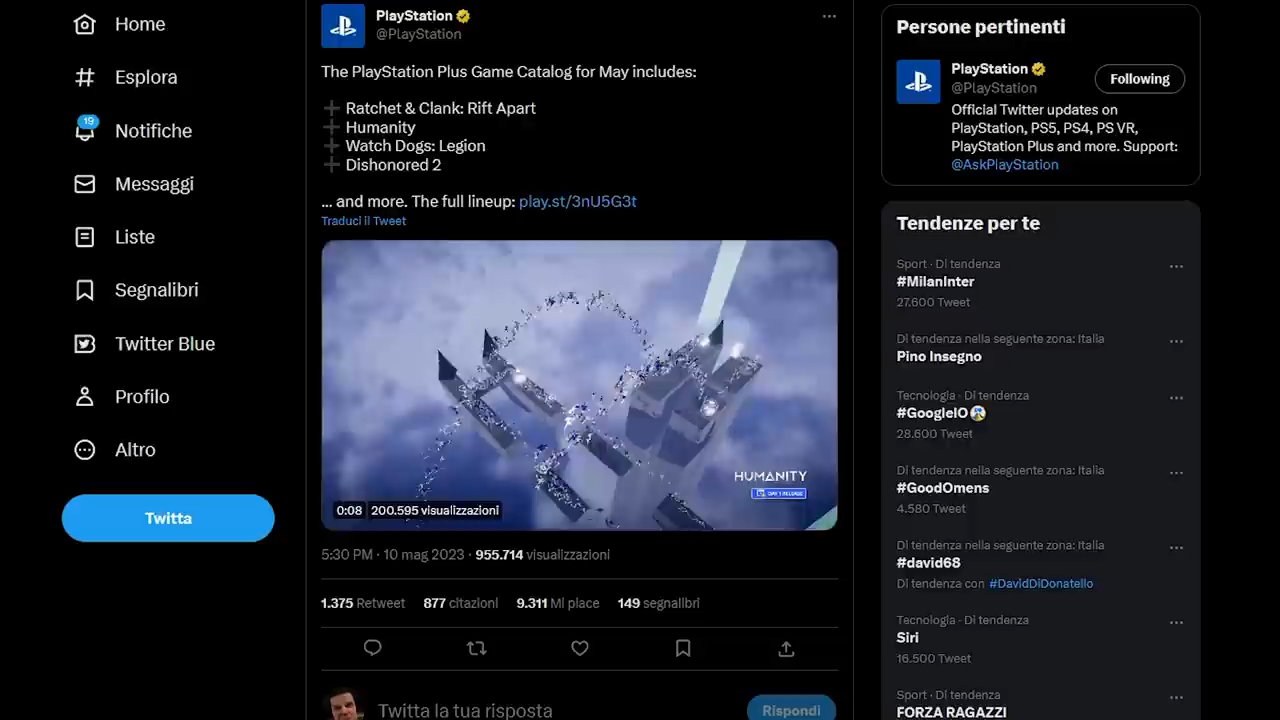 Home
Esplora
19
Notifiche
Messaggi
Liste
Segnalibri
Twitter Blue
Profilo
Altro
Twitta
PlayStation
@PlayStation
The PlayStation Plus Game Catalog for May includes:
➕ Ratchet & Clank: Rift Apart
➕ Humanity
➕ Watch Dogs: Legion
➕ Dishonored 2
... and more. The full lineup: play.st/3nU5G3t
Traduci il Tweet
HUMANITY
DAY 1 RELEASE
0:08 200.595 visualizzazioni
5:30 PM · 10 mag 2023 · 955.714 visualizzazioni
1.375 Retweet 877 citazioni 9.311 Mi piace 149 segnalibri
Twitta la tua risposta
Rispondi
Persone pertinenti
PlayStation
@PlayStation
Following
Official Twitter updates on
PlayStation, PS5, PS4, PS VR,
PlayStation Plus and more. Support:
@AskPlayStation
Tendenze per te
Sport · Di tendenza
#MilanInter
27.600 Tweet
Di tendenza nella seguente zona: Italia
Pino Insegno
Tecnologia · Di tendenza
#GoogleIO
28.600 Tweet
Di tendenza nella seguente zona: Italia
#GoodOmens
4.580 Tweet
Di tendenza nella seguente zona: Italia
#david68
Di tendenza con #DavidDiDonatello
Tecnologia · Di tendenza
Siri
16.500 Tweet
Sport · Di tendenza
FORZA RAGAZZI